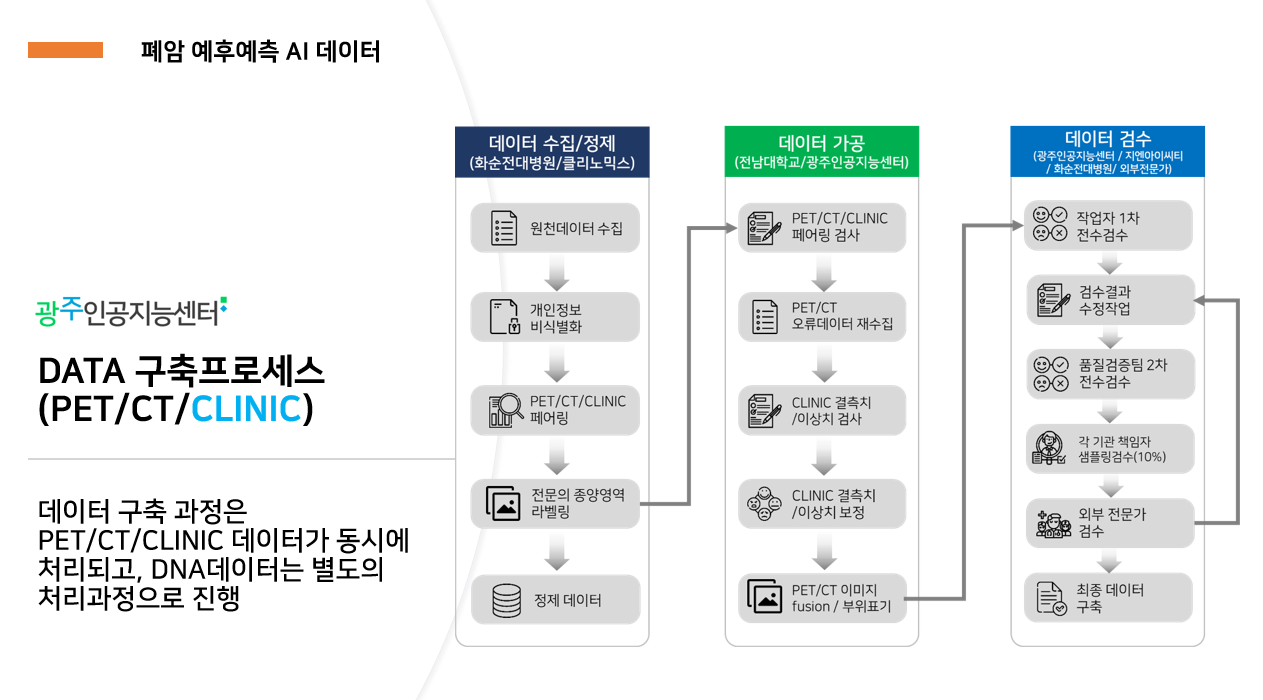 폐암 예후예측 AI 데이터
광주인공지능센터
DATA 구축프로세스
(PET/CT/CLINIC)
데이터 구축 과정은
PET/CT/CLINIC 데이터가 동시에
처리되고, DNA데이터는 별도의
처리과정으로 진행
데이터 수집/정제
(화순전대병원/클리노믹스)
원천데이터 수집
개인정보
비식별화
PET/CT/CLINIC
페어링
전문의 종양영역
라벨링
정제 데이터
데이터 가공
(전남대학교/광주인공지능센터)
PET/CT/CLINIC
페어링 검사
PET/CT
오류데이터 재수집
CLINIC 결측치
/이상치 검사
CLINIC 결측치
/이상치 보정
PET/CT 이미지
fusion / 부위표기
데이터 검수
(광주인공지능센터 / 지엔아이씨티
/ 화순전대병원/ 외부전문가)
작업자 1차
전수검수
검수결과
수정작업
품질검증팀 2차
전수검수
각 기관 책임자
샘플링검수(10%)
외부 전문가
검수
최종 데이터
구축